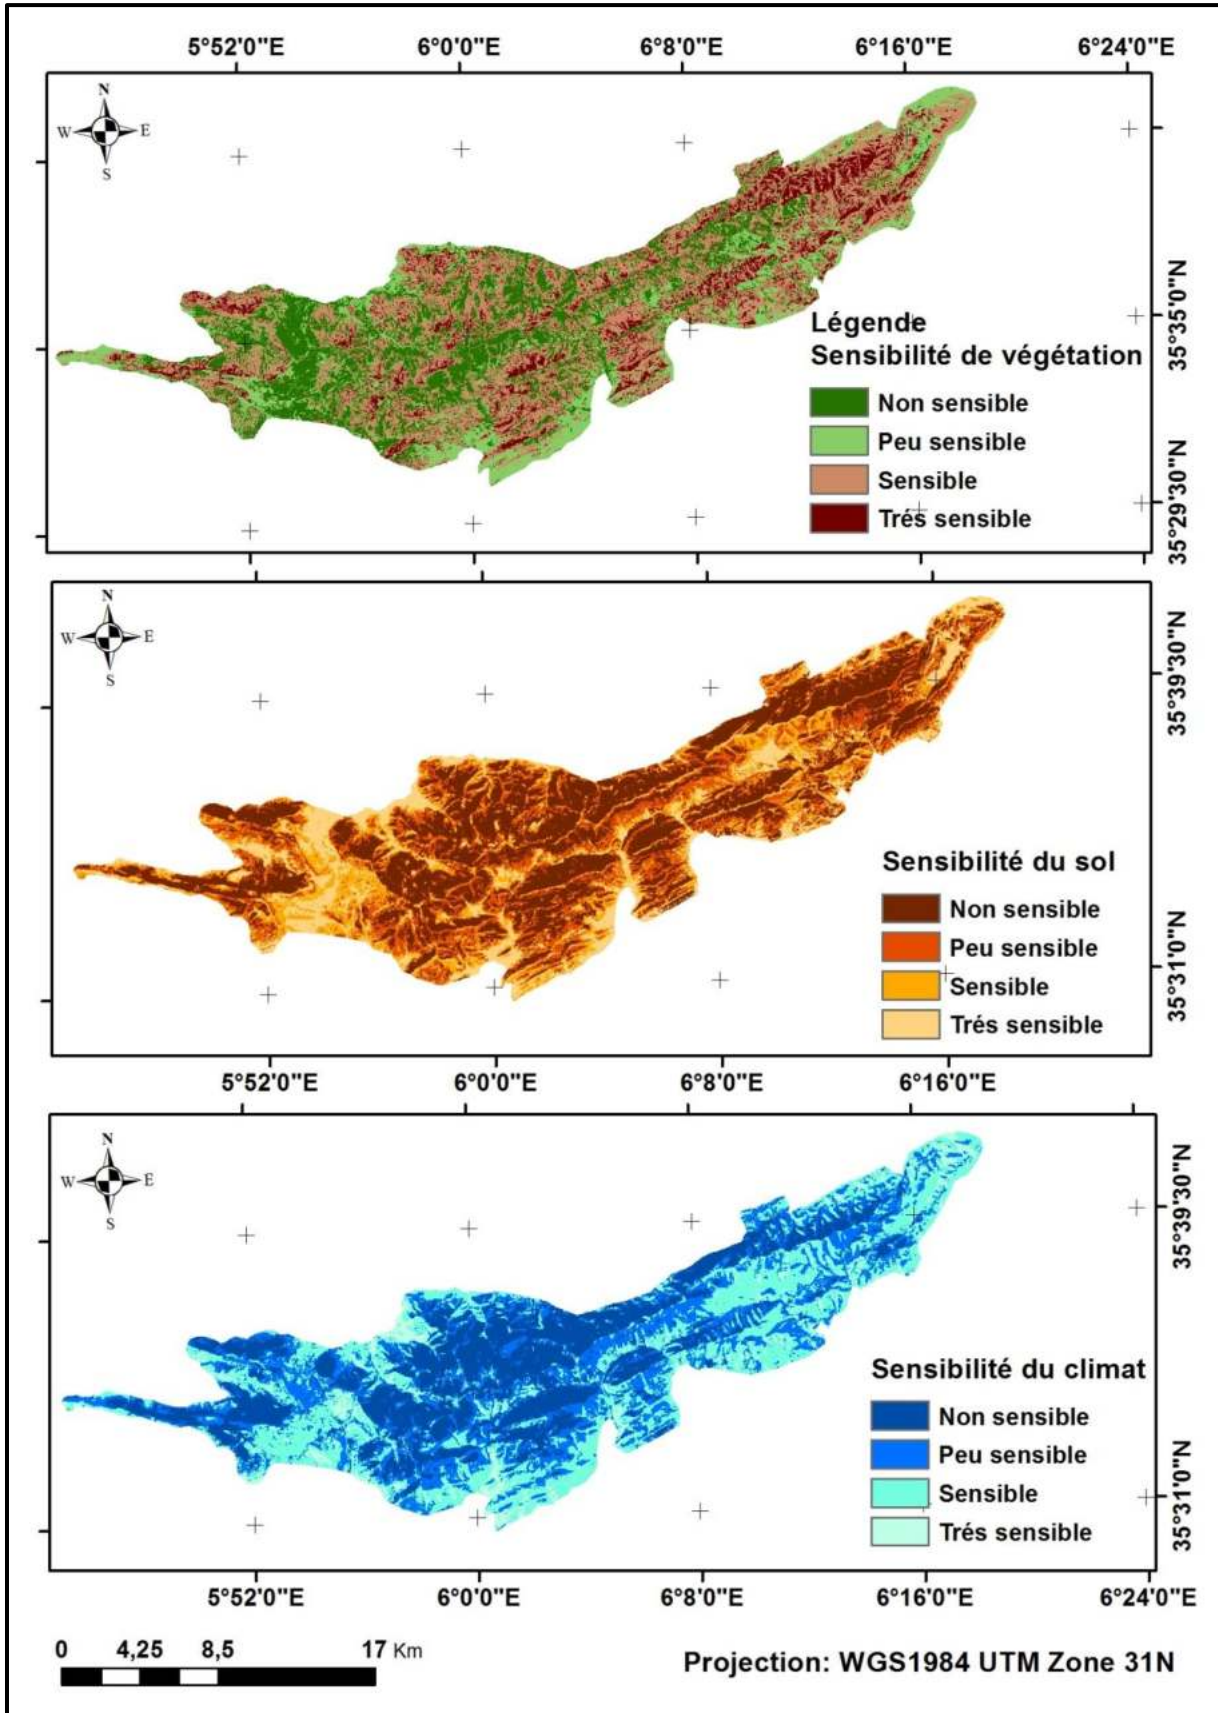 5°52'0"E 6°0'0"E 6°8'0"E 6°16'0"E 6°24'0"E
N
W E
S
35°35'0"N
35°29'30"N
Légende
Sensibilité de végétation
Non sensible
Peu sensible
Sensible
Trés sensible
N
W E
S
35°39'30"N
35°31'0"N
Sensibilité du sol
Non sensible
Peu sensible
Sensible
Trés sensible
5°52'0"E 6°0'0"E 6°8'0"E 6°16'0"E
N
W E
S
35°39'30"N
35°31'0"N
Sensibilité du climat
Non sensible
Peu sensible
Sensible
Trés sensible
5°52'0"E 6°0'0"E 6°8'0"E 6°16'0"E 6°24'0"E
0 4,25 8,5 17 Km
Projection: WGS1984 UTM Zone 31N